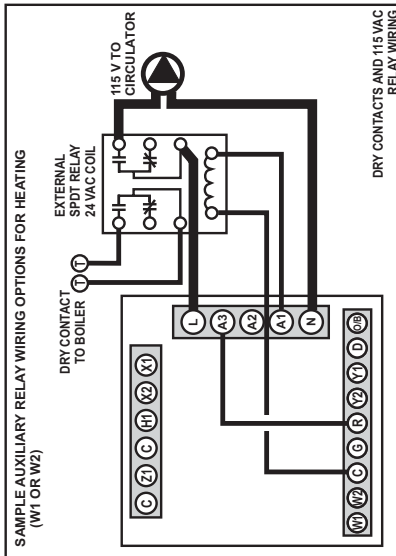 SAMPLE AUXILIARY RELAY WIRING OPTIONS FOR HEATING
(W1 OR W2)
DRY CONTACT
TO BOILER
T T
EXTERNAL
SPDT RELAY
24 VAC COIL
115 V TO
CIRCULATOR
C Z1 C H1 X2 X1
L
A3
A2
A1
N
W1 W2 C G R Y2 Y1 D O/B
DRY CONTACTS AND 115 VAC
RELAY WIRING